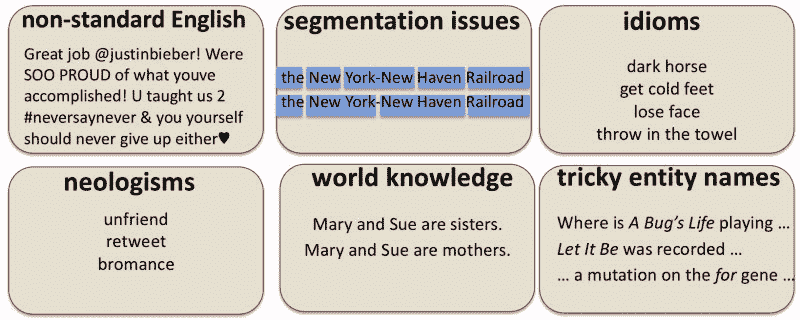 non-standard English
Great job @justinbieber! Were
SOO PROUD of what youve
accomplished! U taught us 2
#neversaynever & you yourself
should never give up either♥
segmentation issues
the New York-New Haven Railroad
the New York-New Haven Railroad
idioms
dark horse
get cold feet
lose face
throw in the towel
neologisms
unfriend
retweet
bromance
world knowledge
Mary and Sue are sisters.
Mary and Sue are mothers.
tricky entity names
Where is A Bug's Life playing …
Let It Be was recorded …
… a mutation on the for gene …